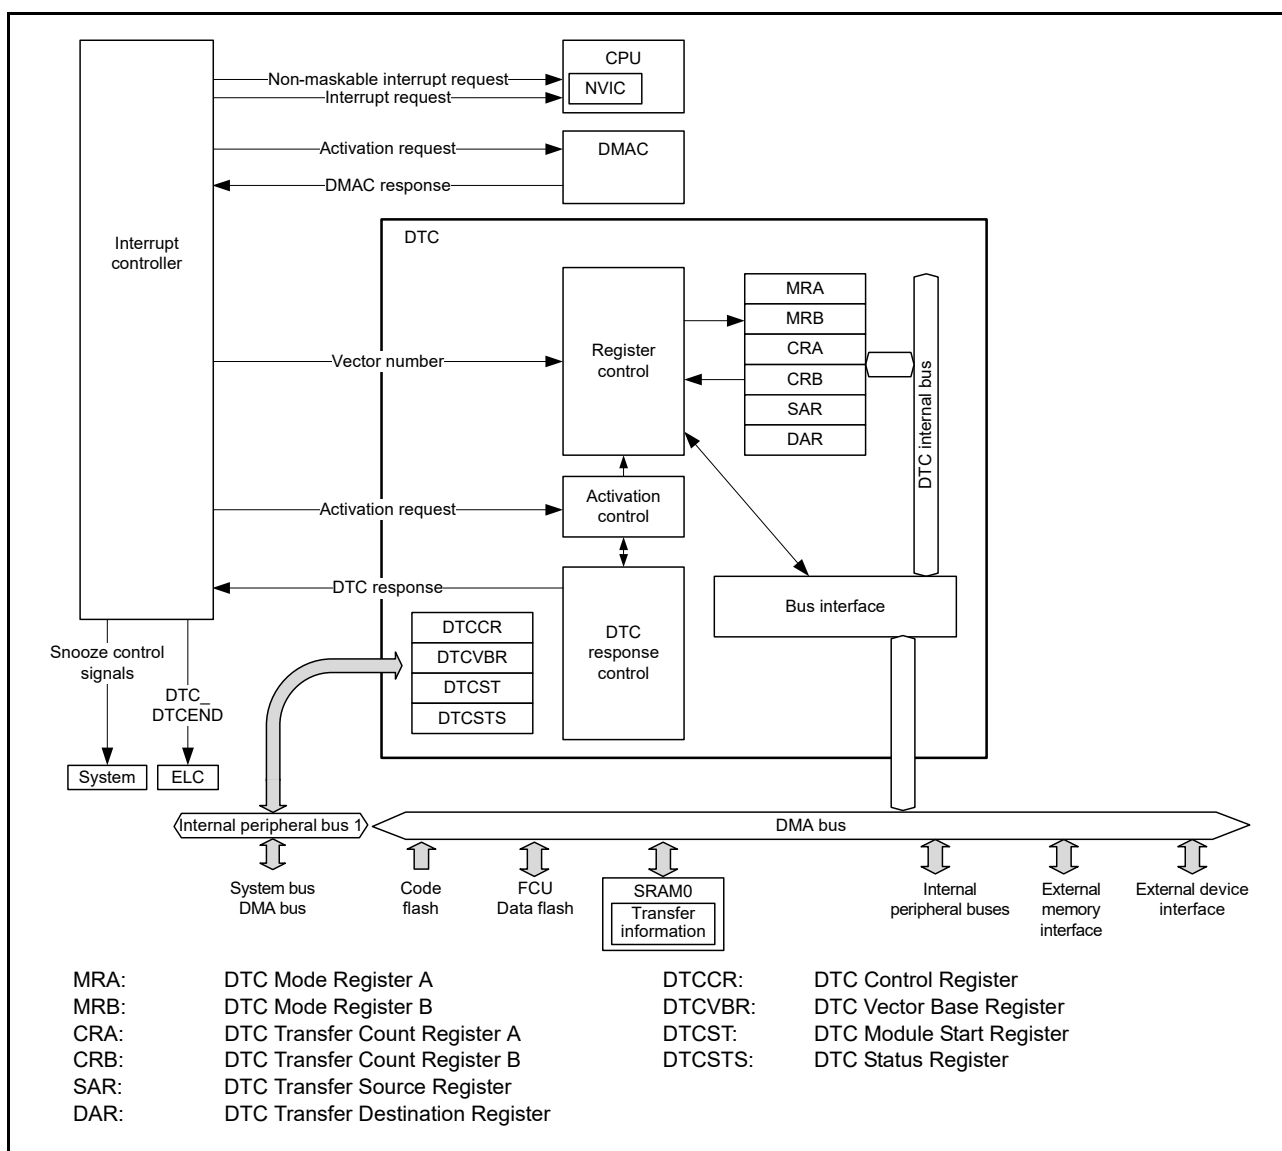 CPU
NVIC
Non-maskable interrupt request
Interrupt request
Activation request
DMAC
DMAC response
Interrupt
controller
DTC
MRA
MRB
CRA
CRB
SAR
DAR
Register
control
Vector number
DTC internal bus
Activation request
Activation
control
DTC response
Bus interface
DTC
response
control
DTCCR
DTCVBR
DTCST
DTCSTS
Snooze control
signals
DTC_
DTCEND
System
ELC
Internal peripheral bus 1
DMA bus
System bus
DMA bus
Code
flash
FCU
Data flash
SRAM0
Transfer
information
Internal
peripheral buses
External
memory
interface
External device
interface
MRA: DTC Mode Register A
MRB: DTC Mode Register B
CRA: DTC Transfer Count Register A
CRB: DTC Transfer Count Register B
SAR: DTC Transfer Source Register
DAR: DTC Transfer Destination Register
DTCCR: DTC Control Register
DTCVBR: DTC Vector Base Register
DTCST: DTC Module Start Register
DTCSTS: DTC Status Register